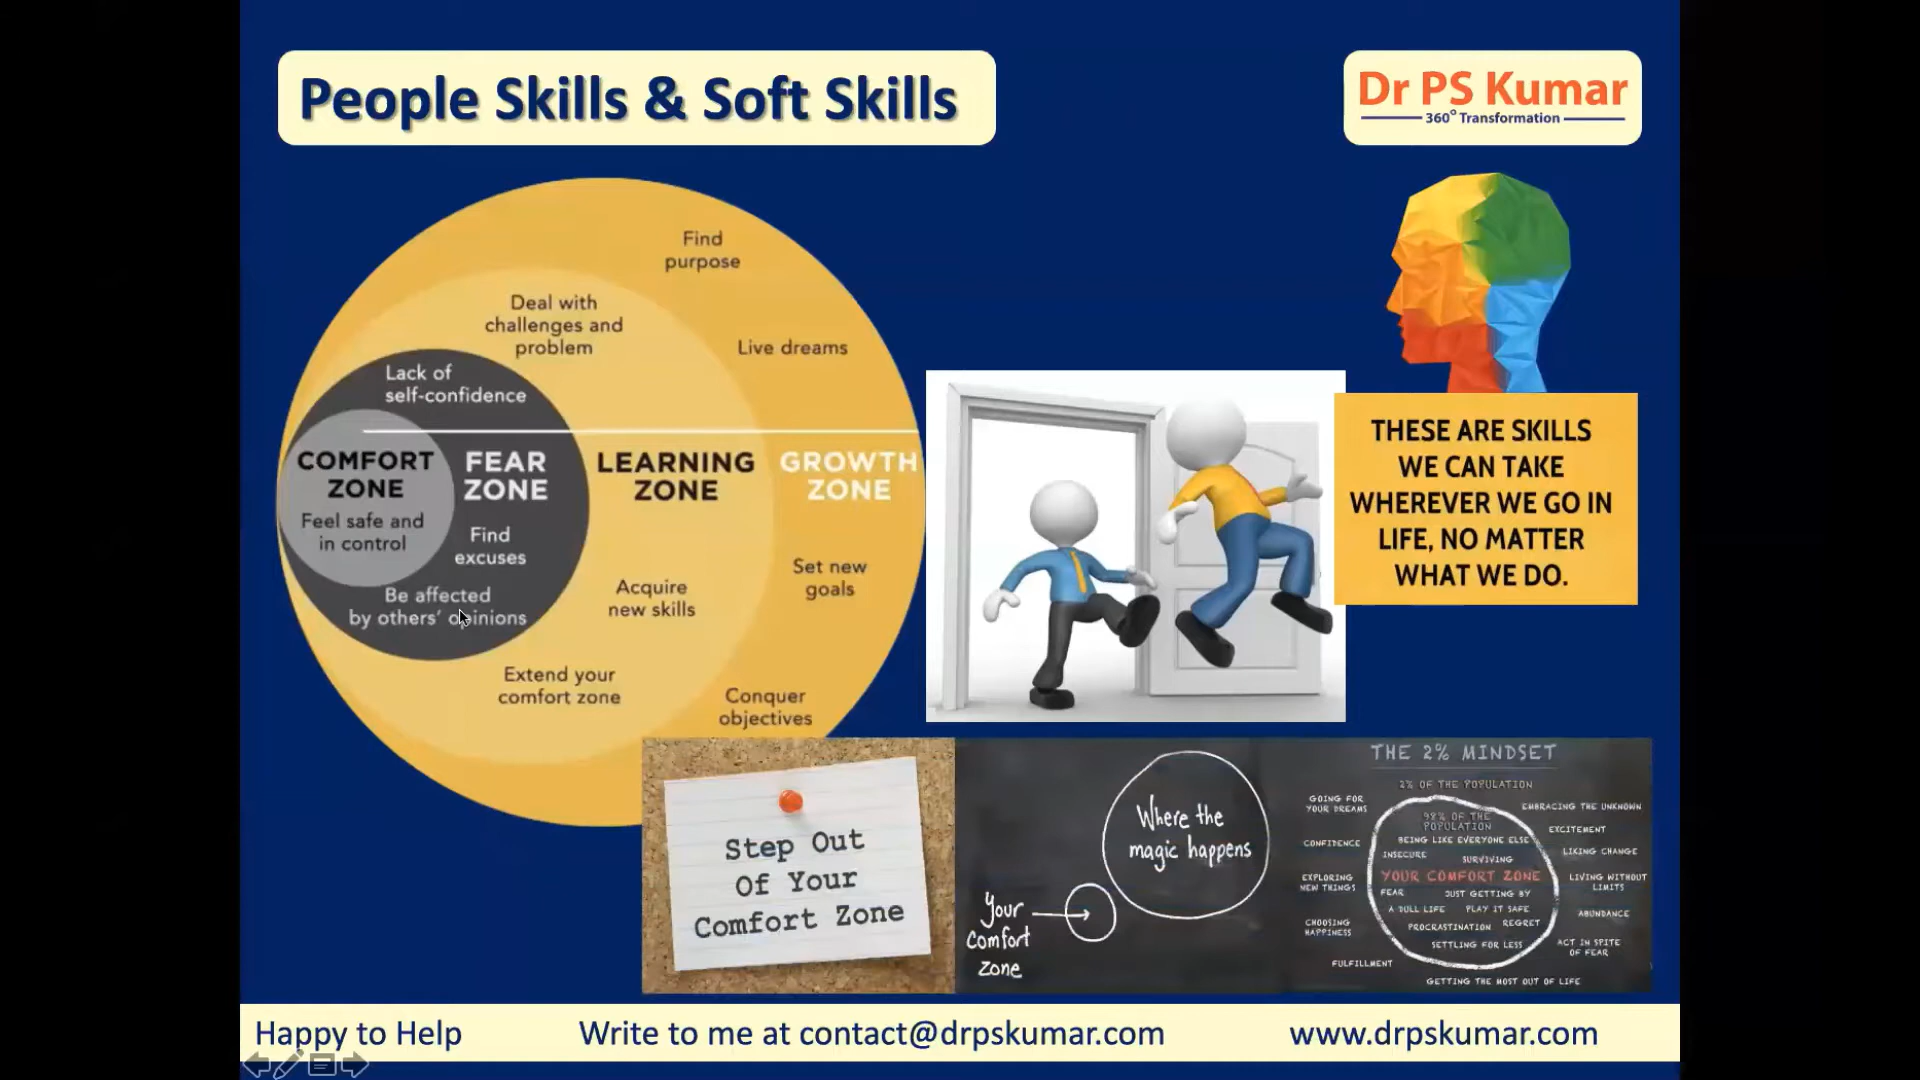 People Skills & Soft Skills
Dr PS Kumar
360° Transformation
Find
purpose
Deal with
challenges and
problem
Live dreams
Lack of
self-confidence
COMFORT
ZONE
Feel safe and
in control
FEAR
ZONE
Find
excuses
Be affected
by others' opinions
LEARNING
ZONE
Acquire
new skills
Extend your
comfort zone
GROWTH
ZONE
Set new
goals
Conquer
objectives
THESE ARE SKILLS
WE CAN TAKE
WHEREVER WE GO IN
LIFE, NO MATTER
WHAT WE DO.
Step Out
Of Your
Comfort Zone
Where the
magic happens
Your
comfort
zone
THE 2% MINDSET
2% OF THE POPULATION
GOING FOR
YOUR DREAMS
CONFIDENCE
EXPLORING
NEW THINGS
CHOOSING
HAPPINESS
FULFILLMENT
98% OF THE
POPULATION
BEING LIKE EVERYONE ELSE
INSECURE
SURVIVING
YOUR COMFORT ZONE
FEAR
JUST GETTING BY
A DULL LIFE
PLAY IT SAFE
PROCRASTINATION
REGRET
SETTLING FOR LESS
EMBRACING THE UNKNOWN
EXCITEMENT
LIKING CHANGE
LIVING WITHOUT
LIMITS
ABUNDANCE
ACT IN SPITE
OF FEAR
GETTING THE MOST OUT OF LIFE
Happy to Help
Write to me at contact@drpskumar.com
www.drpskumar.com